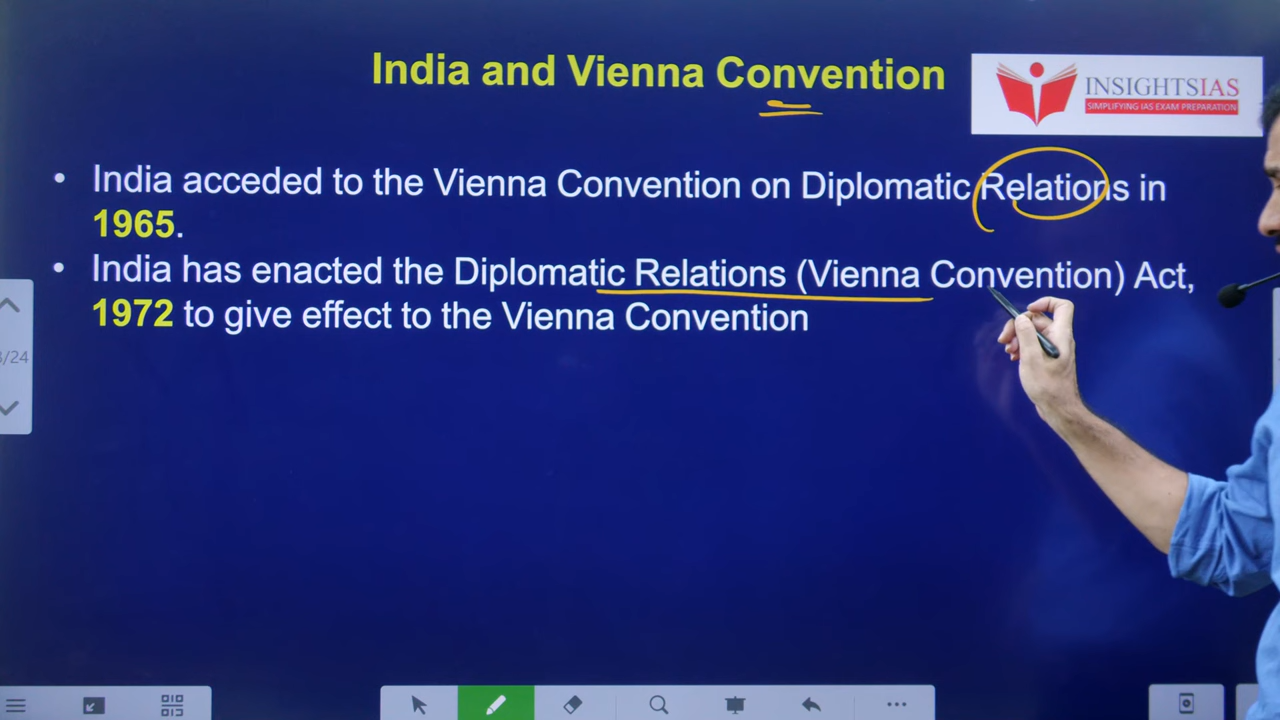 India and Vienna Convention
INSIGHTSIAS
SIMPLIFYING IAS EXAM PREPARATION
• India acceded to the Vienna Convention on Diplomatic Relations in
1965.
• India has enacted the Diplomatic Relations (Vienna Convention) Act,
1972 to give effect to the Vienna Convention
/24